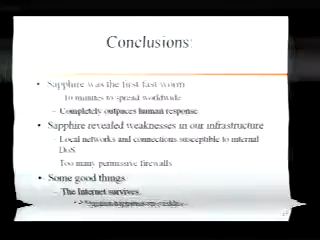 Conclusions:
• Sapphire was the first fast worm
– 10 minutes to spread worldwide
– Completely outpaces human response
• Sapphire revealed weaknesses in our infrastructure
– Local networks and connections susceptible to internal
DoS
– Too many permissive firewalls
• Some good things
– The Internet survives